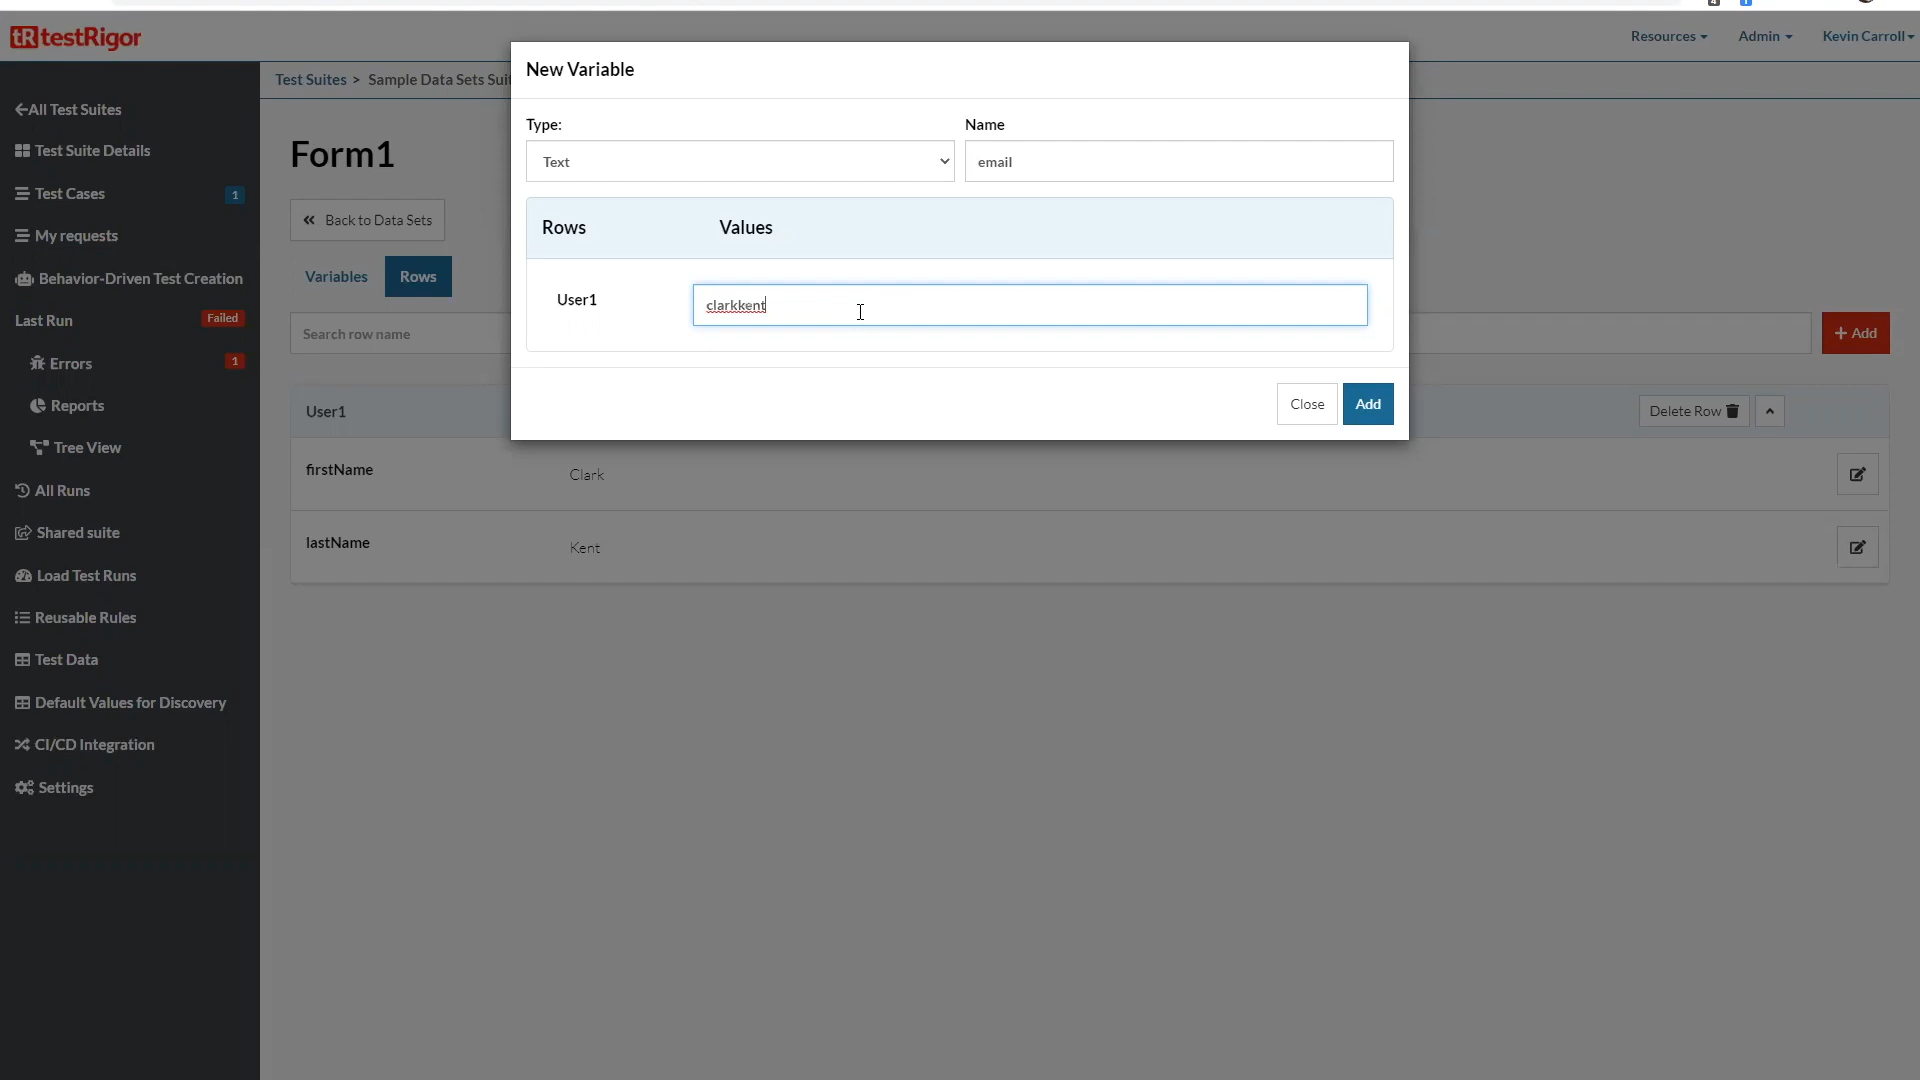 testRigor
Resources
Admin
Kevin Carroll
Test Suites > Sample Data Sets Sui
All Test Suites
Test Suite Details
Test Cases 1
My requests
Behavior-Driven Test Creation
Last Run Failed
Errors 1
Reports
Tree View
All Runs
Shared suite
Load Test Runs
Reusable Rules
Test Data
Default Values for Discovery
CI/CD Integration
Settings
Form1
Back to Data Sets
Variables Rows
Search row name
+ Add
User1
Delete Row
firstName Clark
lastName Kent
New Variable
Type: Name
Text email
Rows Values
User1 clarkkent
Close Add